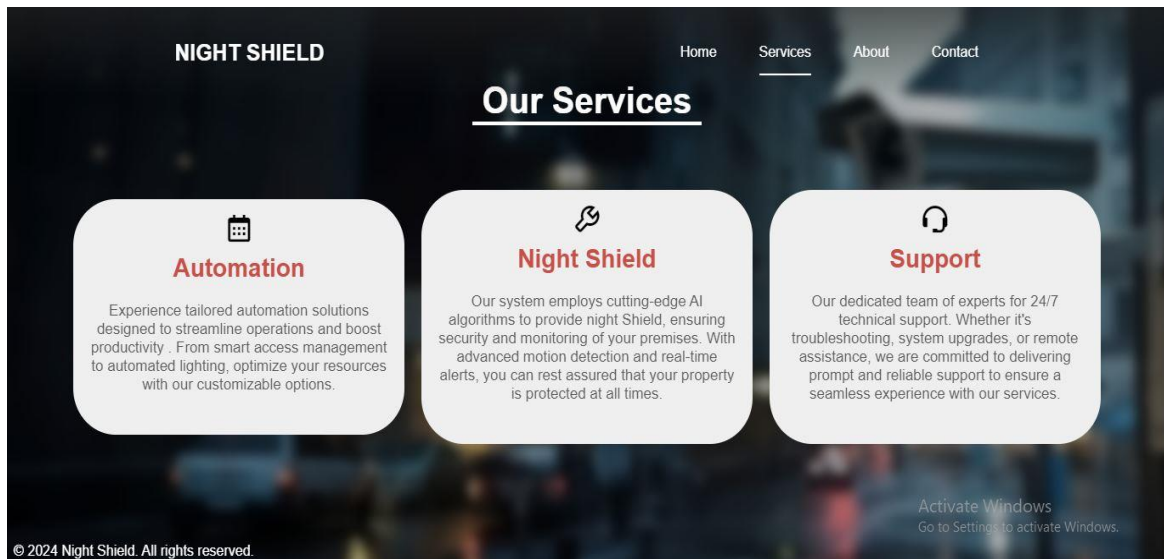 NIGHT SHIELD
Home Services About Contact
Our Services
Automation
Experience tailored automation solutions
designed to streamline operations and boost
productivity . From smart access management
to automated lighting, optimize your resources
with our customizable options.
Night Shield
Our system employs cutting-edge AI
algorithms to provide night Shield, ensuring
security and monitoring of your premises. With
advanced motion detection and real-time
alerts, you can rest assured that your property
is protected at all times.
Support
Our dedicated team of experts for 24/7
technical support. Whether it's
troubleshooting, system upgrades, or remote
assistance, we are committed to delivering
prompt and reliable support to ensure a
seamless experience with our services.
Activate Windows
Go to Settings to activate Windows.
© 2024 Night Shield. All rights reserved.